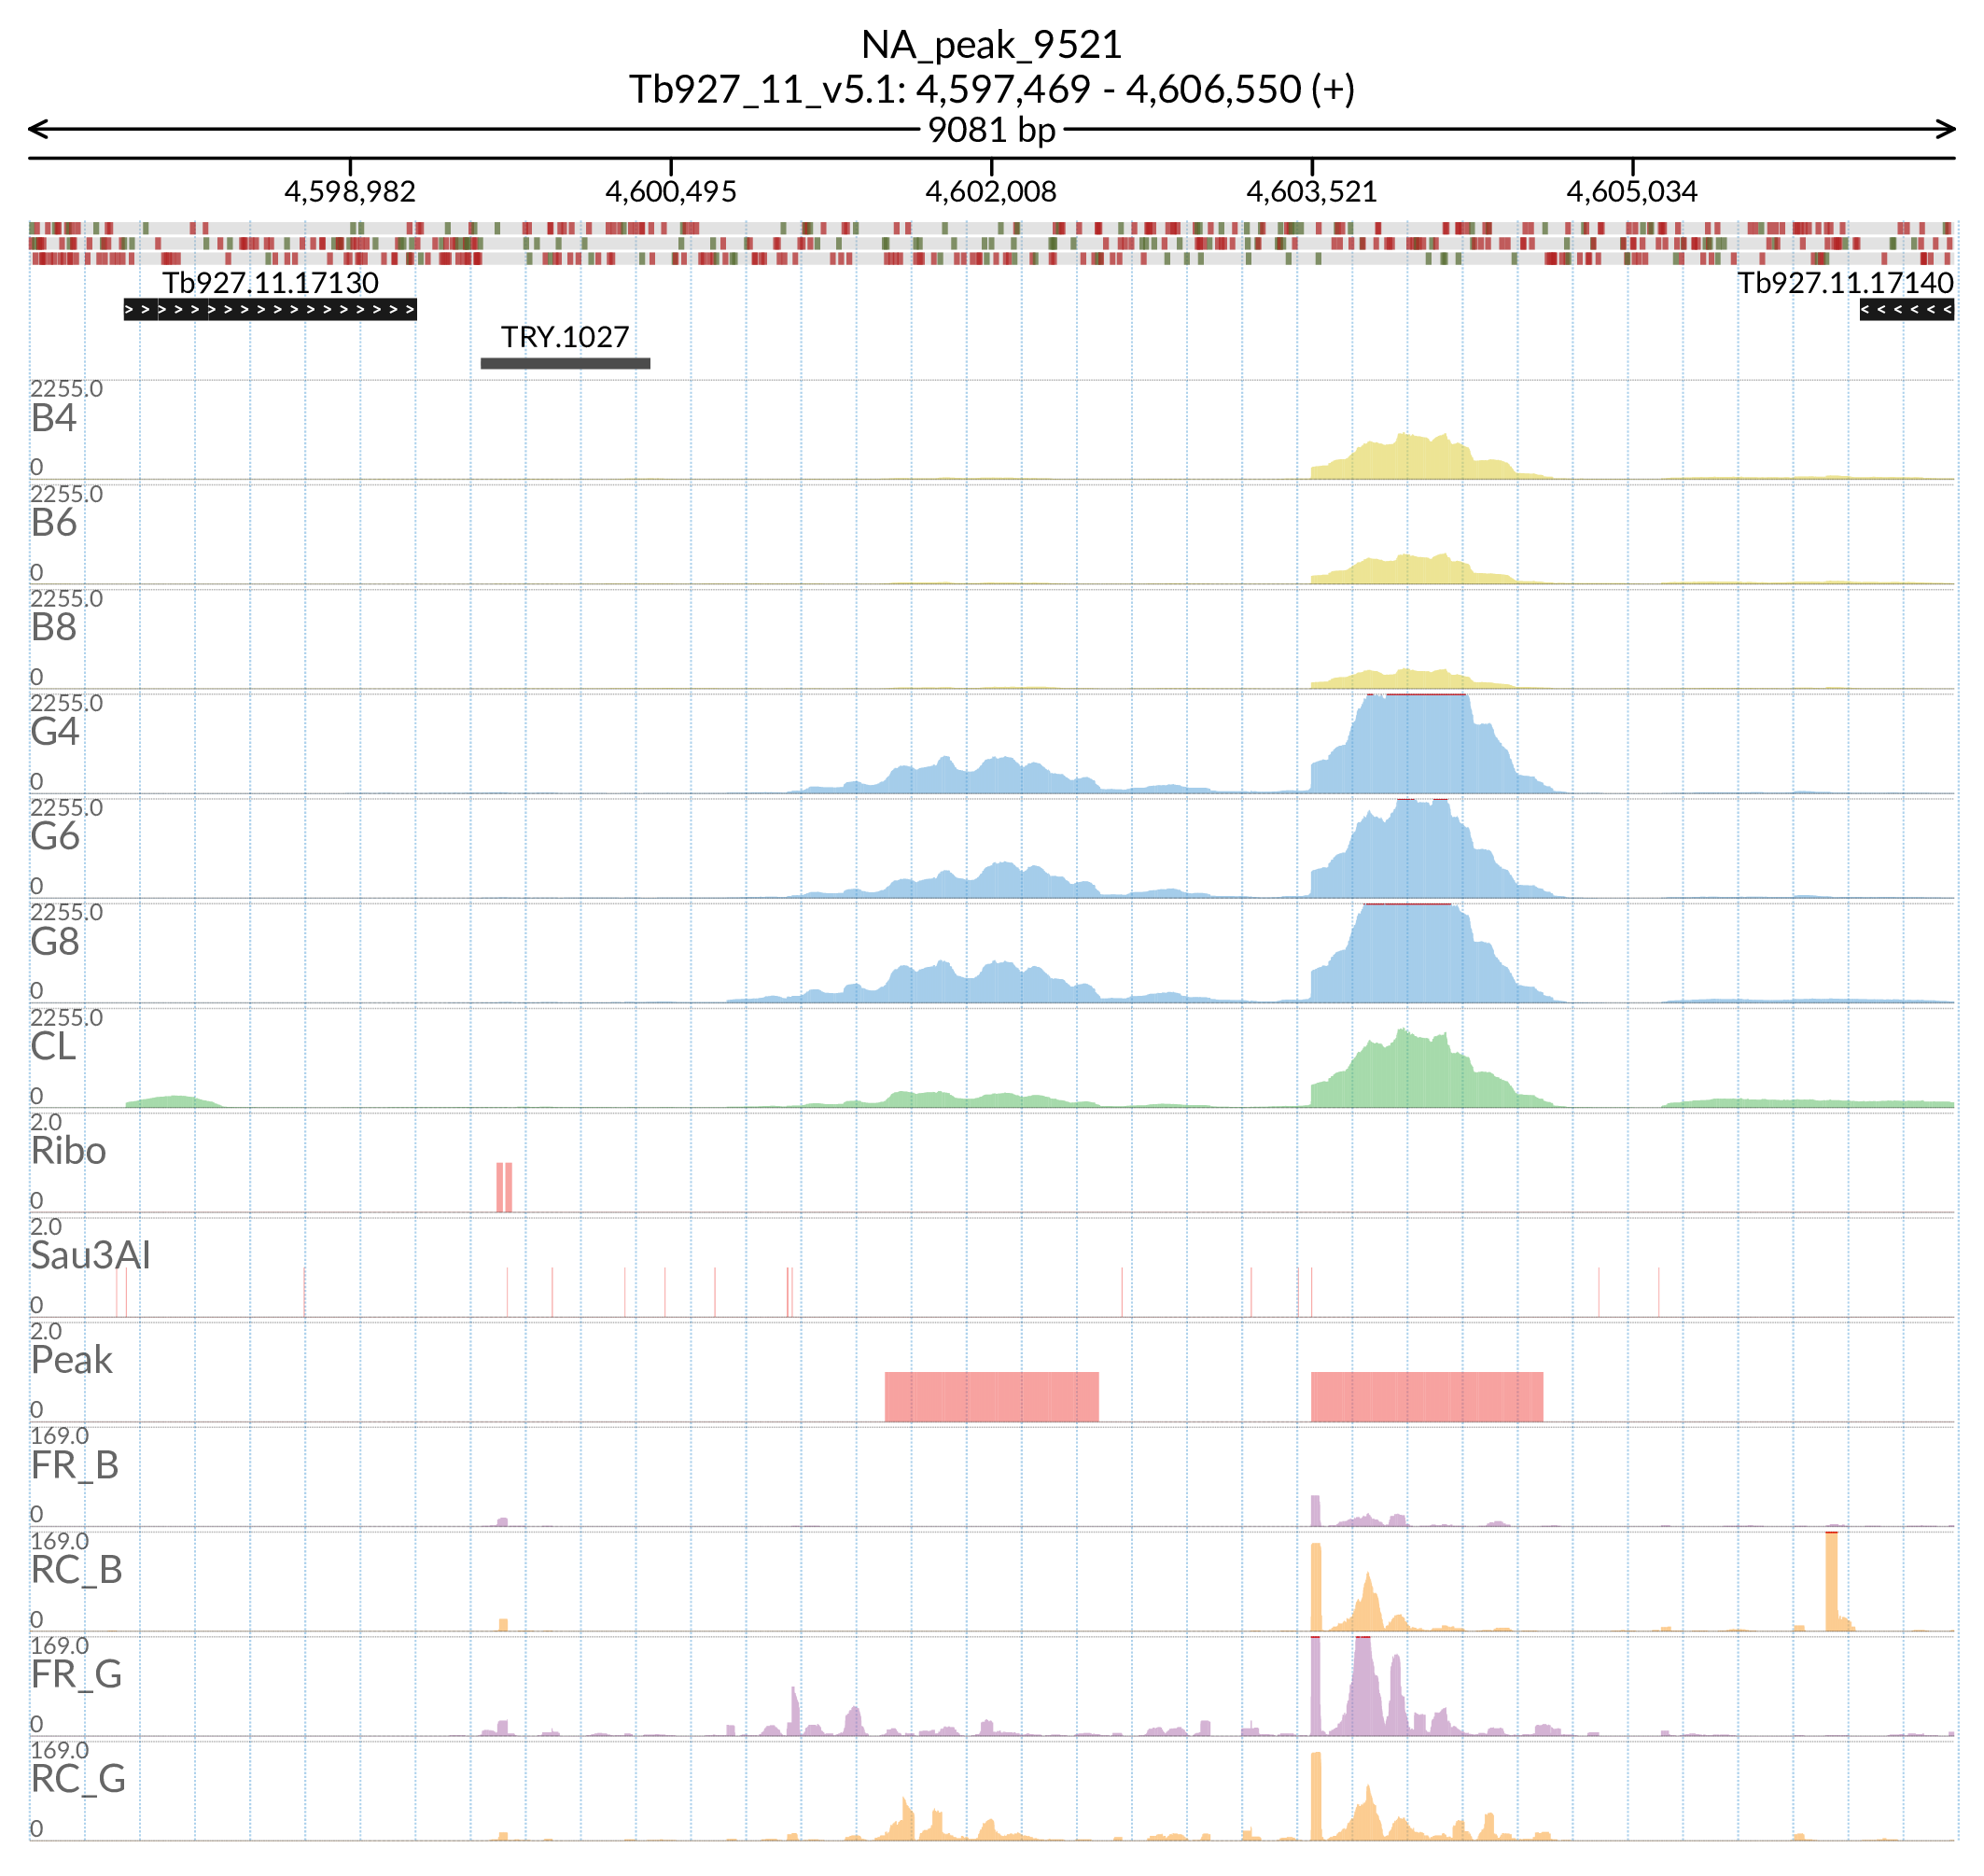 NA_peak_9521
Tb927_11_v5.1: 4,597,469 - 4,606,550 (+)
9081 bp
4,598,982 4,600,495 4,602,008 4,603,521 4,605,034
Tb927.11.17130 Tb927.11.17140
TRY.1027
2255.0
B4
0
2255.0
B6
0
2255.0
B8
0
2255.0
G4
0
2255.0
G6
0
2255.0
G8
0
2255.0
CL
0
2.0
Ribo
0
2.0
Sau3AI
0
2.0
Peak
0
169.0
FR_B
0
169.0
RC_B
0
169.0
FR_G
0
169.0
RC_G
0